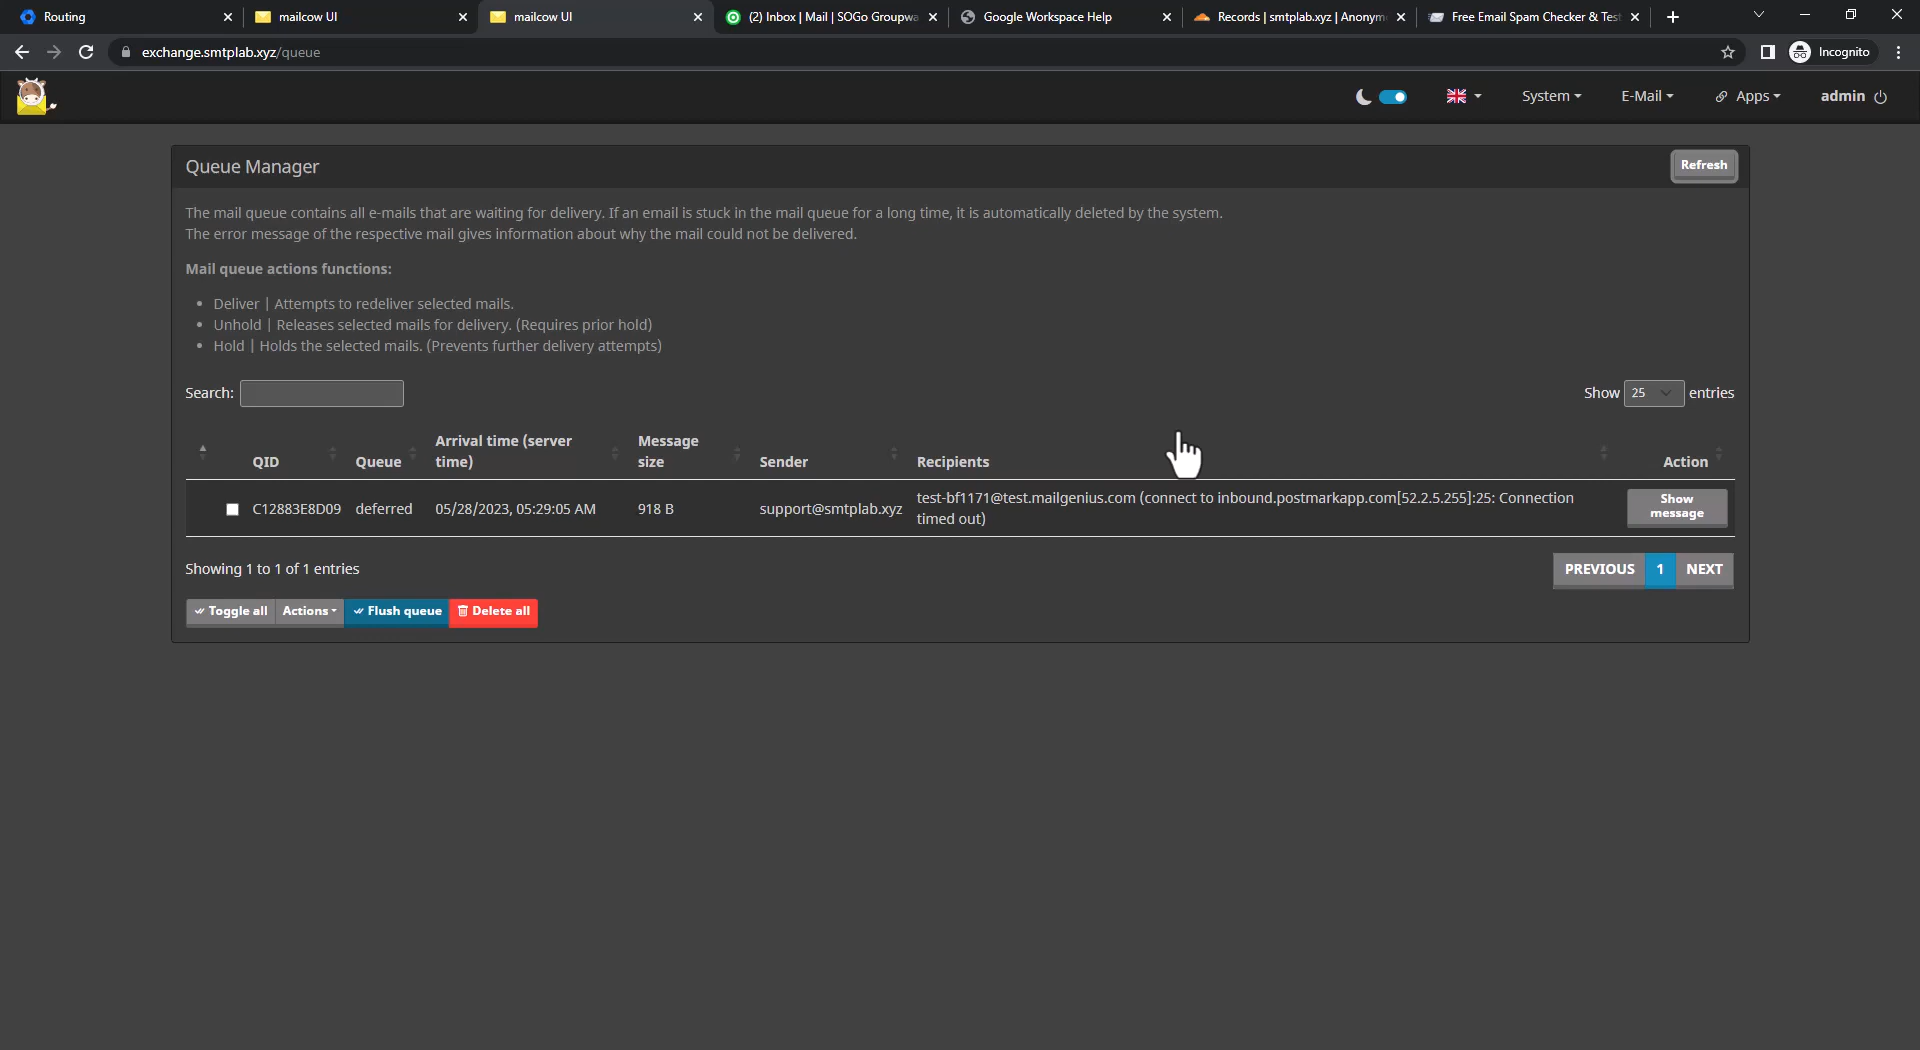 Routing
mailcow UI
mailcow UI
(2) Inbox | Mail | SOGo Groupwa
Google Workspace Help
Records | smtplab.xyz | Anonym
Free Email Spam Checker & Test
exchange.smtplab.xyz/queue
Incognito
System
E-Mail
Apps
admin
Queue Manager
Refresh
The mail queue contains all e-mails that are waiting for delivery. If an email is stuck in the mail queue for a long time, it is automatically deleted by the system.
The error message of the respective mail gives information about why the mail could not be delivered.
Mail queue actions functions:
• Deliver | Attempts to redeliver selected mails.
• Unhold | Releases selected mails for delivery. (Requires prior hold)
• Hold | Holds the selected mails. (Prevents further delivery attempts)
Search:
Show 25 entries
QID
Queue
Arrival time (server
time)
Message
size
Sender
Recipients
Action
C12883E8D09
deferred
05/28/2023, 05:29:05 AM
918 B
support@smtplab.xyz
test-bf1171@test.mailgenius.com (connect to inbound.postmarkapp.com[52.2.5.255]:25: Connection
timed out)
Show
message
Showing 1 to 1 of 1 entries
PREVIOUS 1 NEXT
Toggle all
Actions
Flush queue
Delete all